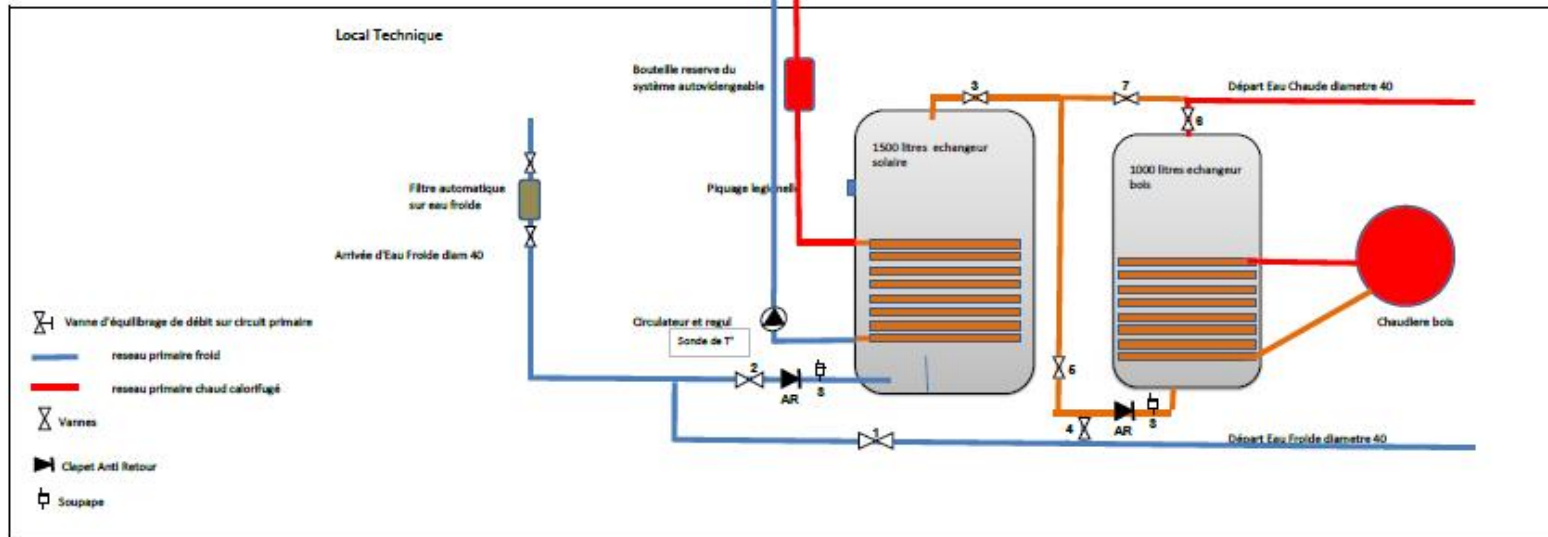 Local Technique
Bouteille reserve du
système autovidengeable
3
7
Départ Eau Chaude diametre 40
6
1500 litres echangeur
solaire
1000 litres echangeur
bois
Filtre automatique
sur eau froide
Piquage legionelle
Arrivée d'Eau Froide diam 40
Vanne d'équilibrage de débit sur circuit primaire
Circulateur et regul
Sonde de T°
Chaudiere bois
reseau primaire froid
2
5
reseau primaire chaud calorifugé
AR
S
Vannes
4
AR
S
1
Départ Eau Froide diametre 40
Clapet Anti Retour
Soupape